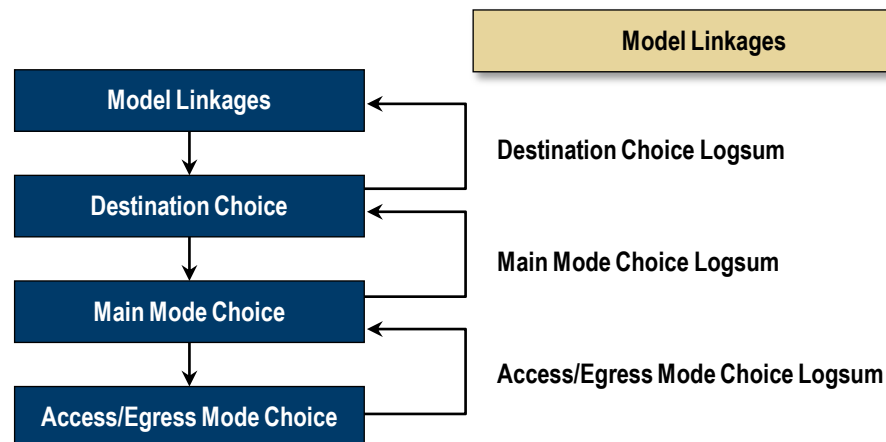 Model Linkages
Model Linkages
Destination Choice Logsum
Destination Choice
Main Mode Choice Logsum
Main Mode Choice
Access/Egress Mode Choice Logsum
Access/Egress Mode Choice